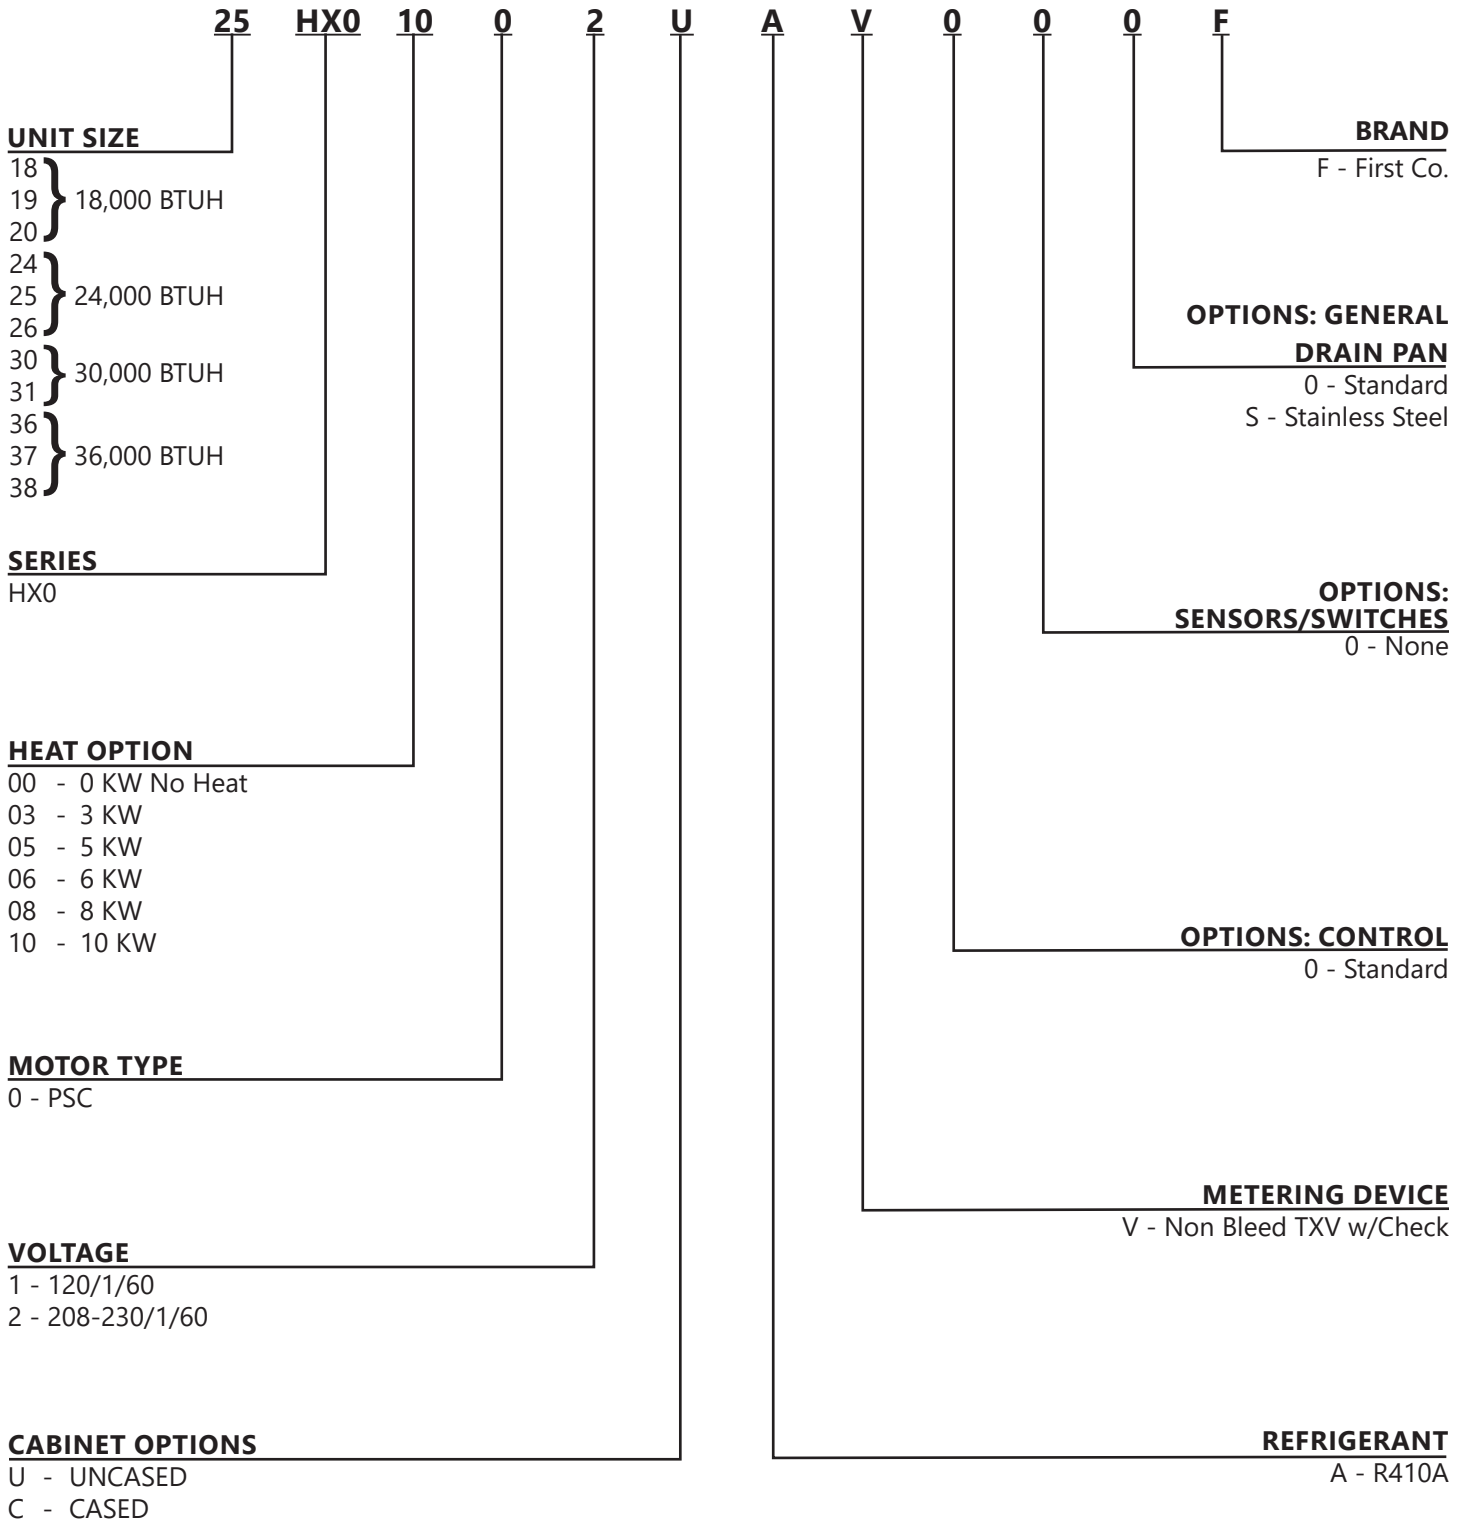 25 HX0 10 0 2 U A V 0 0 0 F
UNIT SIZE
18
19
20
} 18,000 BTUH
24
25
26
} 24,000 BTUH
30
31
} 30,000 BTUH
36
37
38
} 36,000 BTUH
SERIES
HX0
HEAT OPTION
00 - 0 KW No Heat
03 - 3 KW
05 - 5 KW
06 - 6 KW
08 - 8 KW
10 - 10 KW
MOTOR TYPE
0 - PSC
VOLTAGE
1 - 120/1/60
2 - 208-230/1/60
CABINET OPTIONS
U - UNCASED
C - CASED
BRAND
F - First Co.
OPTIONS: GENERAL
DRAIN PAN
0 - Standard
S - Stainless Steel
OPTIONS:
SENSORS/SWITCHES
0 - None
OPTIONS: CONTROL
0 - Standard
METERING DEVICE
V - Non Bleed TXV w/Check
REFRIGERANT
A - R410A